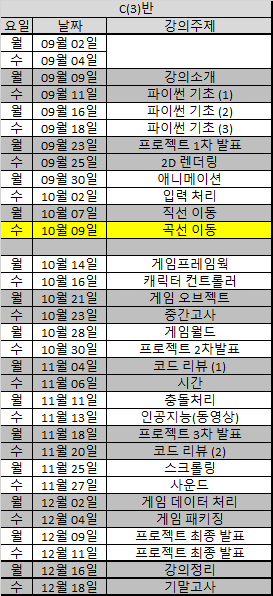 C(3)반
요일 날짜 강의주제
월 09월 02일
수 09월 04일
월 09월 09일 강의소개
수 09월 11일 파이썬 기초 (1)
월 09월 16일 파이썬 기초 (2)
수 09월 18일 파이썬 기초 (3)
월 09월 23일 프로젝트 1차 발표
수 09월 25일 2D 렌더링
월 09월 30일 애니메이션
수 10월 02일 입력 처리
월 10월 07일 직선 이동
수 10월 09일 곡선 이동
월 10월 14일 게임프레임웍
수 10월 16일 캐릭터 컨트롤러
월 10월 21일 게임 오브젝트
수 10월 23일 중간고사
월 10월 28일 게임월드
수 10월 30일 프로젝트 2차발표
월 11월 04일 코드 리뷰 (1)
수 11월 06일 시간
월 11월 11일 충돌처리
수 11월 13일 인공지능(동영상)
월 11월 18일 프로젝트 3차 발표
수 11월 20일 코드 리뷰 (2)
월 11월 25일 스크롤링
수 11월 27일 사운드
월 12월 02일 게임 데이터 처리
수 12월 04일 게임 패키징
월 12월 09일 프로젝트 최종 발표
수 12월 11일 프로젝트 최종 발표
월 12월 16일 강의정리
수 12월 18일 기말고사